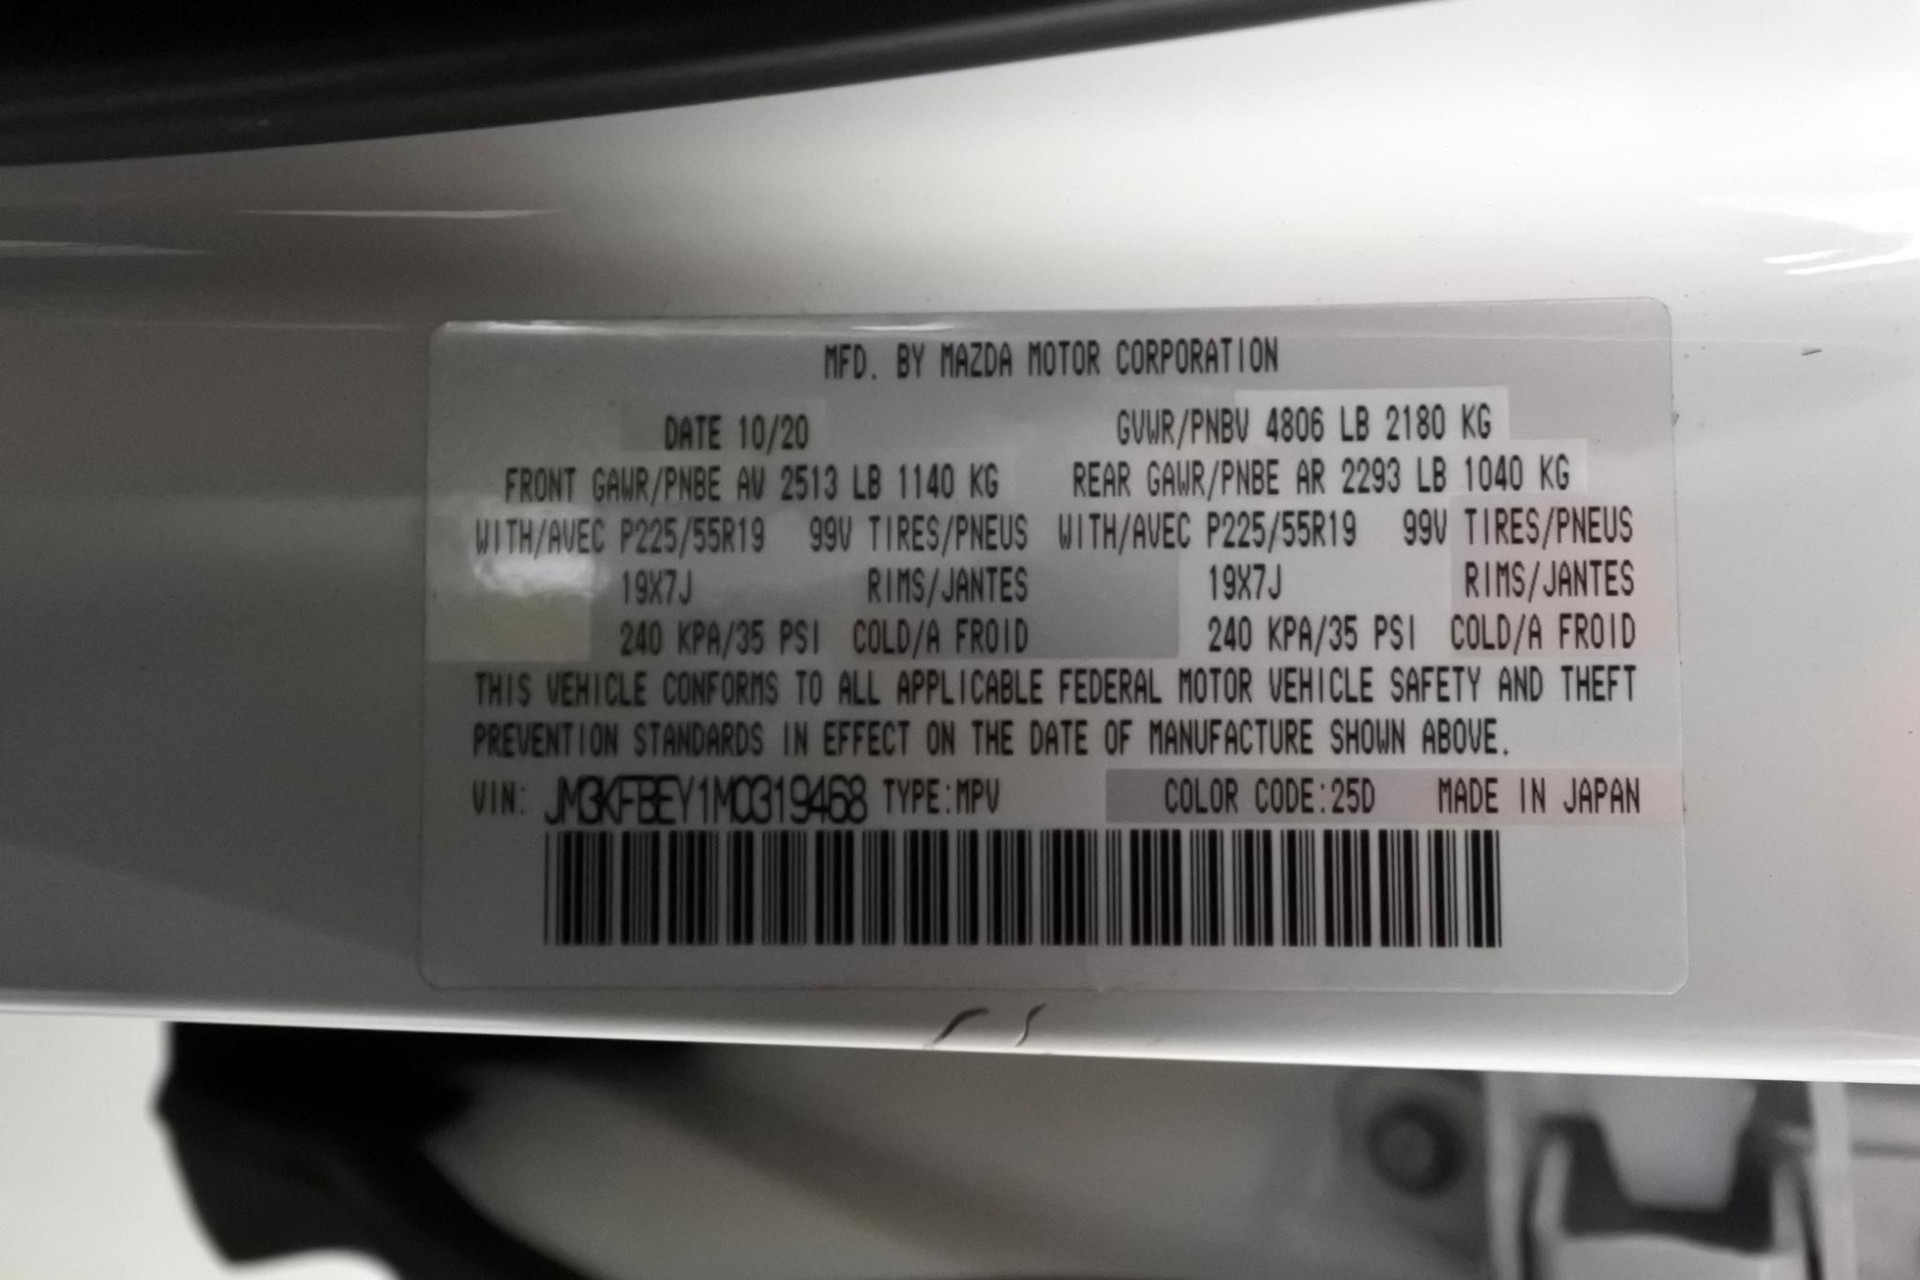 MFD. BY MAZDA MOTOR CORPORATION
DATE 10/20 GVWR/PNBV 4806 LB 2180 KG
FRONT GAWR/PNBE AV 2513 LB 1140 KG REAR GAWR/PNBE AR 2293 LB 1040 KG
WITH/AVEC P225/55R19 99V TIRES/PNEUS WITH/AVEC P225/55R19 99V TIRES/PNEUS
19X7J RIMS/JANTES 19X7J RIMS/JANTES
240 KPA/35 PSI COLD/A FROID 240 KPA/35 PSI COLD/A FROID
THIS VEHICLE CONFORMS TO ALL APPLICABLE FEDERAL MOTOR VEHICLE SAFETY AND THEFT
PREVENTION STANDARDS IN EFFECT ON THE DATE OF MANUFACTURE SHOWN ABOVE.
VIN: JM3KFBEY1M0319468 TYPE:MPV COLOR CODE:25D MADE IN JAPAN